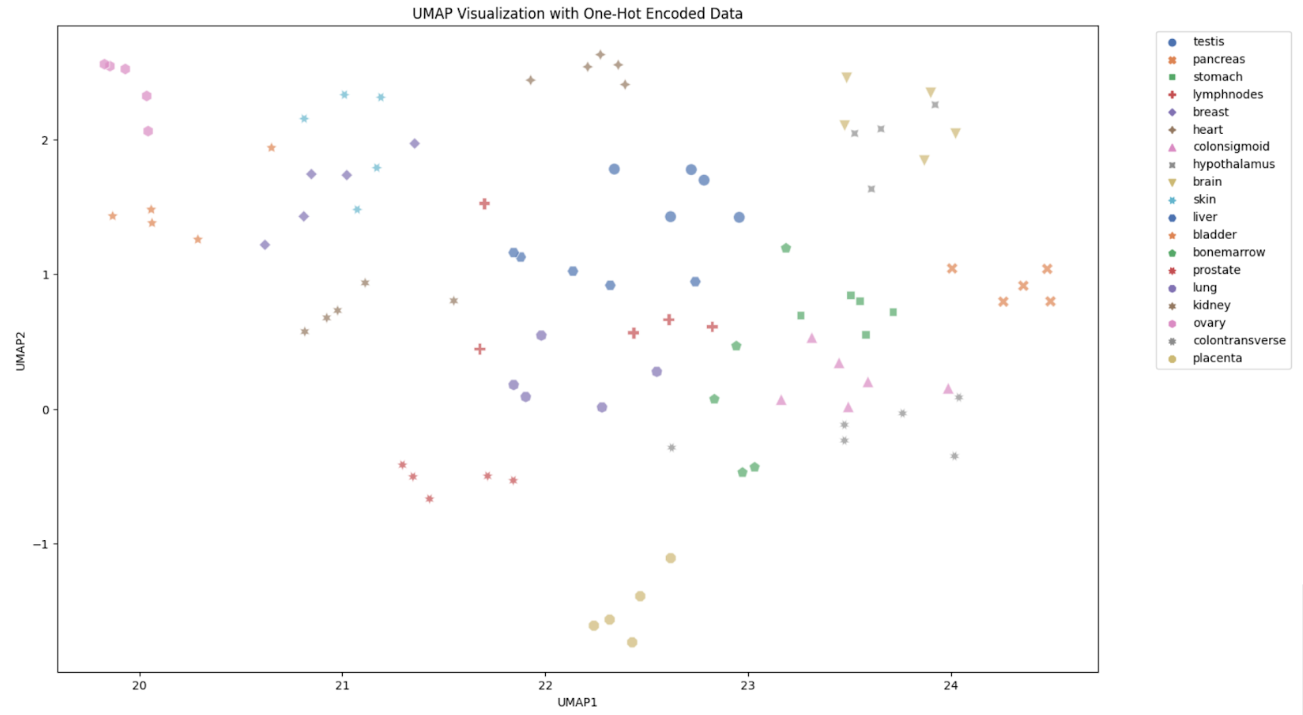 UMAP Visualization with One-Hot Encoded Data
testis
pancreas
stomach
lymphnodes
breast
heart
colonsigmoid
hypothalamus
brain
skin
liver
bladder
bonemarrow
prostate
lung
kidney
ovary
colontransverse
placenta
UMAP2
2
1
0
−1
20 21 22 23 24
UMAP1